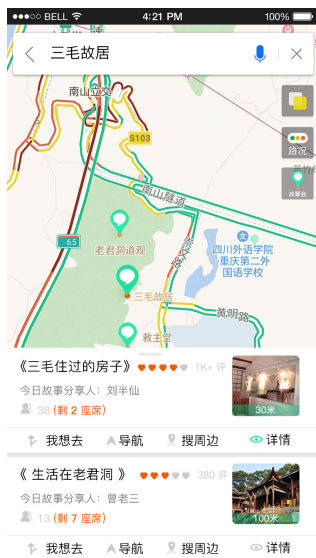 BELL 4:21 PM 100%
三毛故居
南山立交
S103
路况
故事会
南山隧道
65
崇文路
老君洞道观
四川外语学院
重庆第二外
国语学校
三毛故居
黄明路
救主堂
《三毛住过的房子》 1K+ 评
今日故事分享人：刘半仙
38 (剩 2 座席)
30米
我想去 导航 搜周边 详情
《 生活在老君洞 》 380 评
今日故事分享人：曾老三
13 (剩 7 座席)
100米
我想去 导航 搜周边 详情